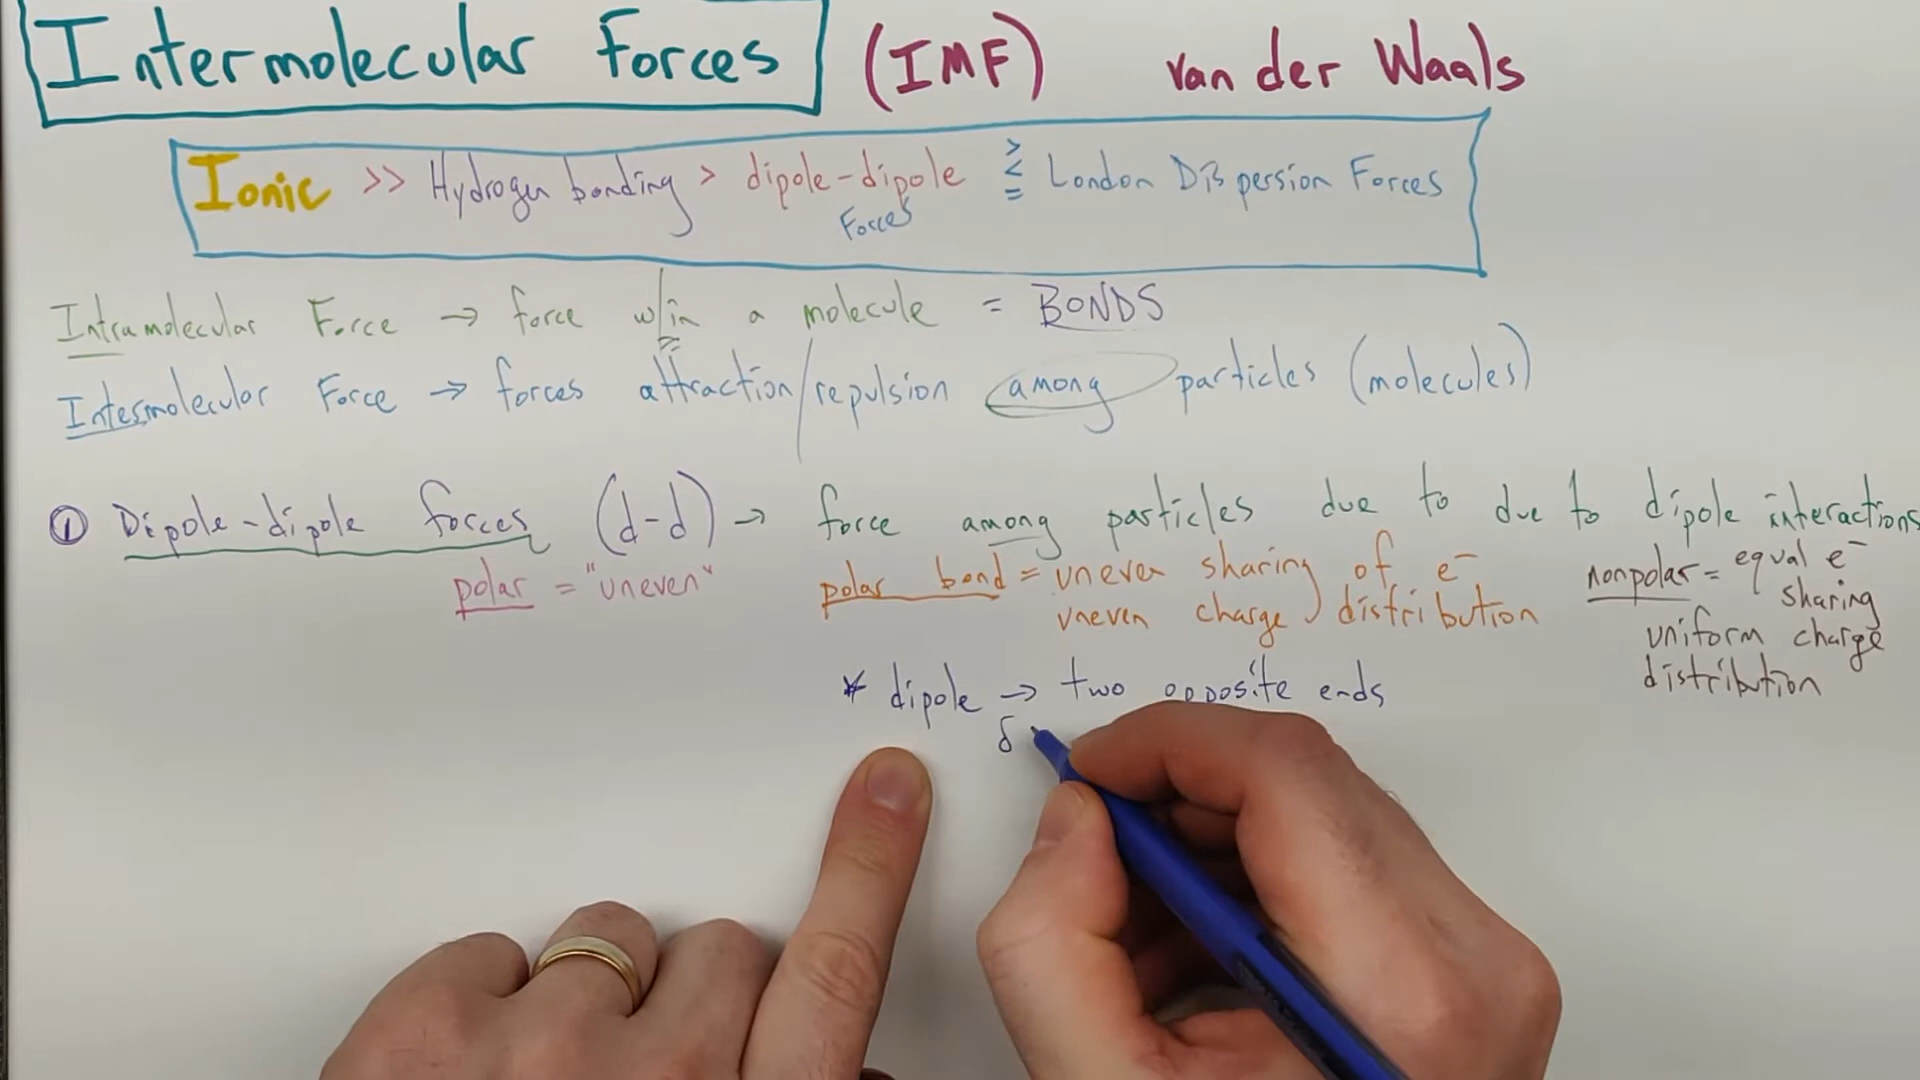 Intermolecular Forces (IMF) van der Waals
Ionic >> Hydrogen bonding > dipole-dipole ><= London Dispersion Forces
Forces
Intramolecular Force → force w/in a molecule = BONDS
Intermolecular Force → forces attraction/repulsion among particles (molecules)
① Dipole-dipole forces (d-d) → force among particles due to due to dipole interactions
polar = "uneven" polar bond = uneven sharing of e⁻ nonpolar = equal e⁻
uneven charge distribution sharing
uniform charge
* dipole → two opposite ends distribution
δ